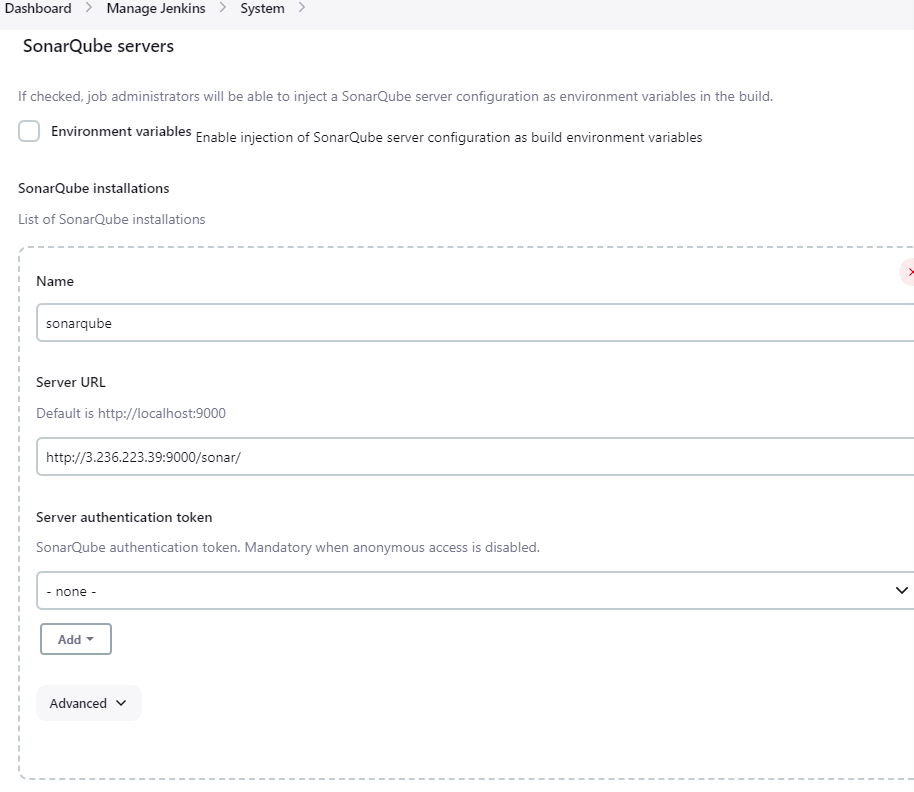 Dashboard > Manage Jenkins > System >
SonarQube servers
If checked, job administrators will be able to inject a SonarQube server configuration as environment variables in the build.
Environment variables Enable injection of SonarQube server configuration as build environment variables
SonarQube installations
List of SonarQube installations
Name
sonarqube
Server URL
Default is http://localhost:9000
http://3.236.223.39:9000/sonar/
Server authentication token
SonarQube authentication token. Mandatory when anonymous access is disabled.
- none -
Add
Advanced